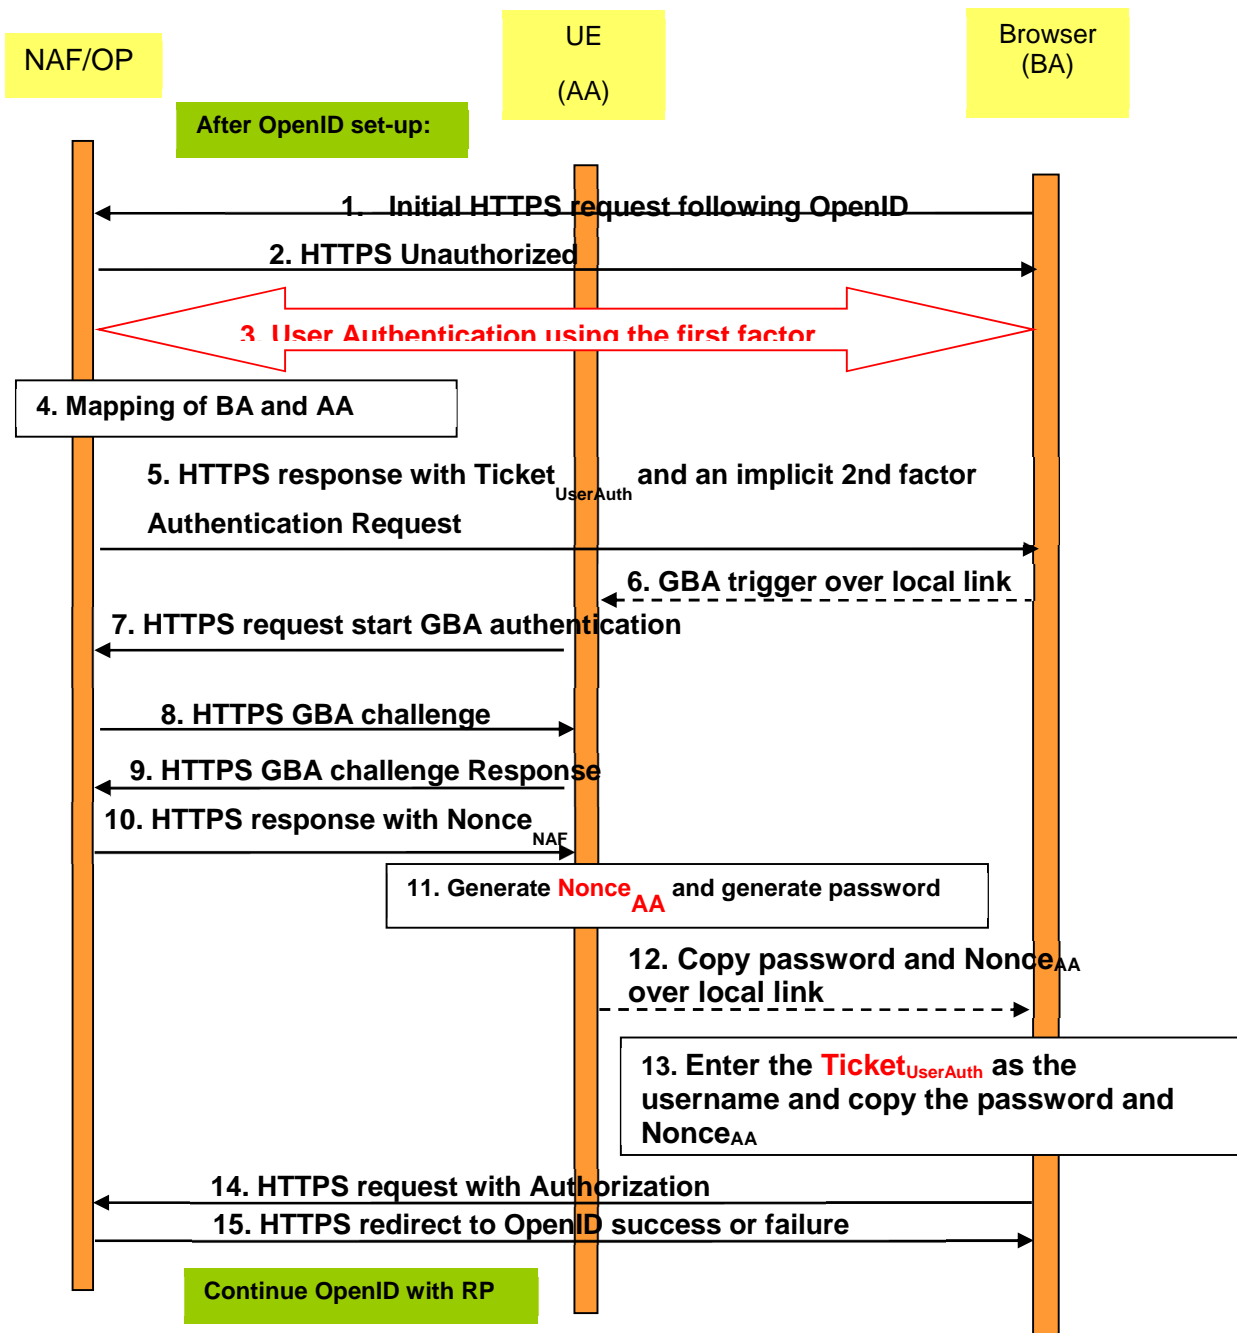 NAF/OP
UE
(AA)
Browser
(BA)
After OpenID set-up:
1. Initial HTTPS request following OpenID
2. HTTPS Unauthorized
3. User Authentication using the first factor
4. Mapping of BA and AA
5. HTTPS response with TicketUserAuth and an implicit 2nd factor
Authentication Request
6. GBA trigger over local link
7. HTTPS request start GBA authentication
8. HTTPS GBA challenge
9. HTTPS GBA challenge Response
10. HTTPS response with NonceNAF
11. Generate NonceAA and generate password
12. Copy password and NonceAA
over local link
13. Enter the TicketUserAuth as the
username and copy the password and
NonceAA
14. HTTPS request with Authorization
15. HTTPS redirect to OpenID success or failure
Continue OpenID with RP